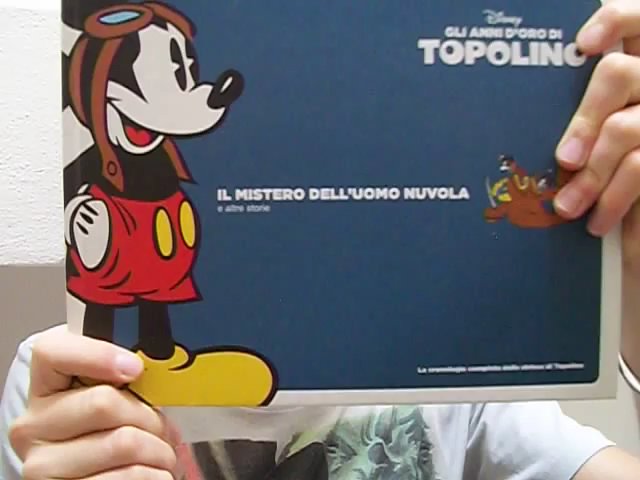 Disney
GLI ANNI D'ORO DI
TOPOLINO
IL MISTERO DELL'UOMO NUVOLA
e altre storie
La cronologia completa delle strisce di Topolino